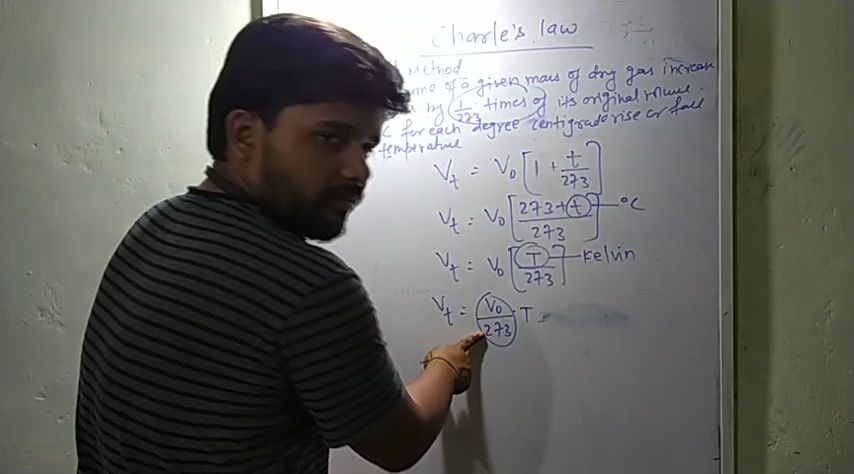 Charle's law
Method
ume of a given mass of dry gas increase
s by 1/273 times of its original volume
C for each degree centigrade rise or fall
temperature
Vt = V0 [1 + t/273]
Vt = V0 [273+t/273] °C
Vt = V0 [T/273] Kelvin
Vt = V0/273 . T =